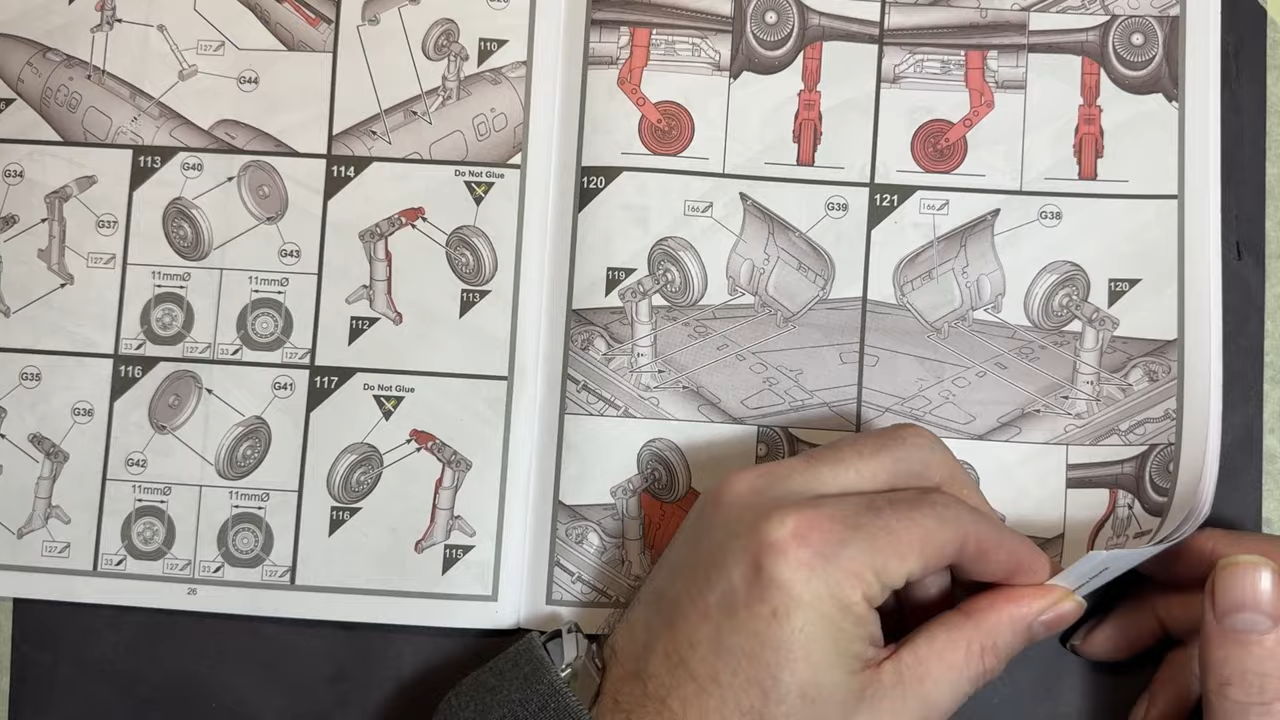 127
G44
110
G34
G37
127
113
G40
G43
11mmØ
11mmØ
33
127
33
127
114
Do Not Glue
113
112
G35
G36
127
116
G41
G42
11mmØ
11mmØ
33
127
33
127
117
Do Not Glue
116
115
26
120
166
G39
119
121
166
G38
120